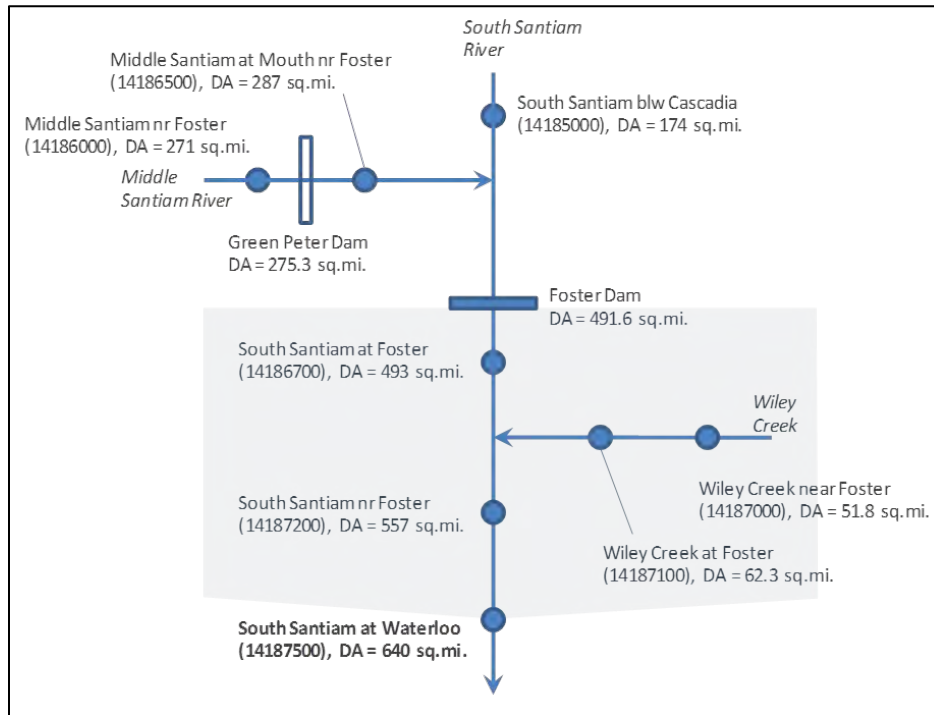 South Santiam
River
Middle Santiam at Mouth nr Foster
(14186500), DA = 287 sq.mi.
South Santiam blw Cascadia
(14185000), DA = 174 sq.mi.
Middle Santiam nr Foster
(14186000), DA = 271 sq.mi.
Middle
Santiam River
Green Peter Dam
DA = 275.3 sq.mi.
Foster Dam
DA = 491.6 sq.mi.
South Santiam at Foster
(14186700), DA = 493 sq.mi.
Wiley
Creek
Wiley Creek near Foster
(14187000), DA = 51.8 sq.mi.
South Santiam nr Foster
(14187200), DA = 557 sq.mi.
Wiley Creek at Foster
(14187100), DA = 62.3 sq.mi.
South Santiam at Waterloo
(14187500), DA = 640 sq.mi.